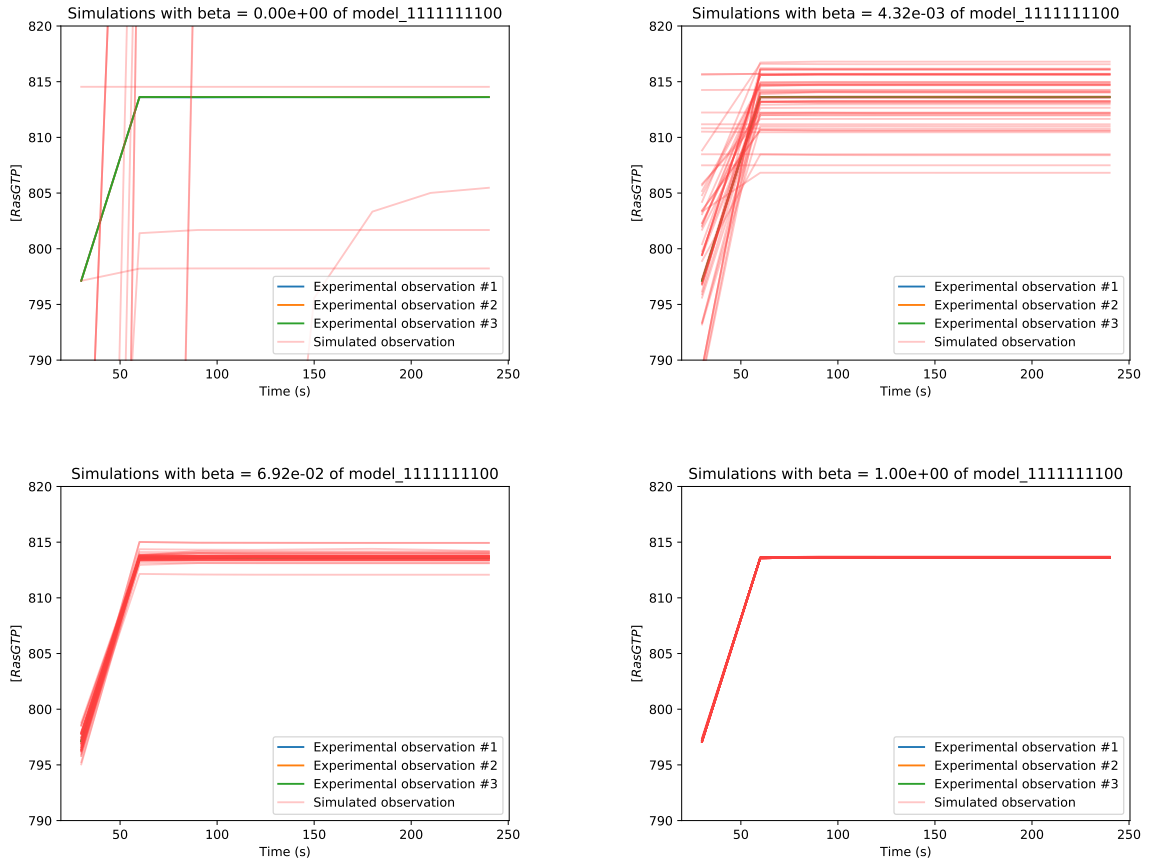 Simulations with beta = 0.00e+00 of model_1111111100
820
815
810
805
800
795
790
[RasGTP]
50
100
150
200
250
Time (s)
Experimental observation #1
Experimental observation #2
Experimental observation #3
Simulated observation
Simulations with beta = 4.32e-03 of model_1111111100
820
815
810
805
800
795
790
[RasGTP]
50
100
150
200
250
Time (s)
Experimental observation #1
Experimental observation #2
Experimental observation #3
Simulated observation
Simulations with beta = 6.92e-02 of model_1111111100
820
815
810
805
800
795
790
[RasGTP]
50
100
150
200
250
Time (s)
Experimental observation #1
Experimental observation #2
Experimental observation #3
Simulated observation
Simulations with beta = 1.00e+00 of model_1111111100
820
815
810
805
800
795
790
[RasGTP]
50
100
150
200
250
Time (s)
Experimental observation #1
Experimental observation #2
Experimental observation #3
Simulated observation